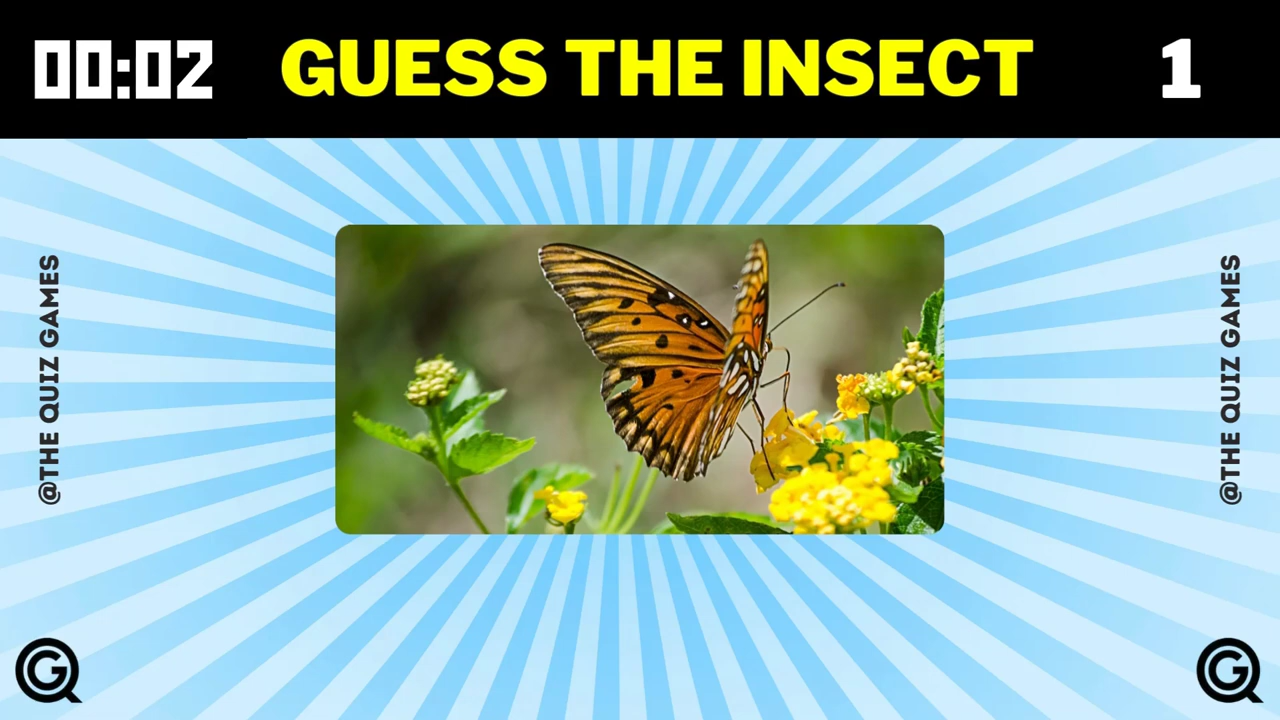 00:02
GUESS THE INSECT
1
@THE QUIZ GAMES
@THE QUIZ GAMES